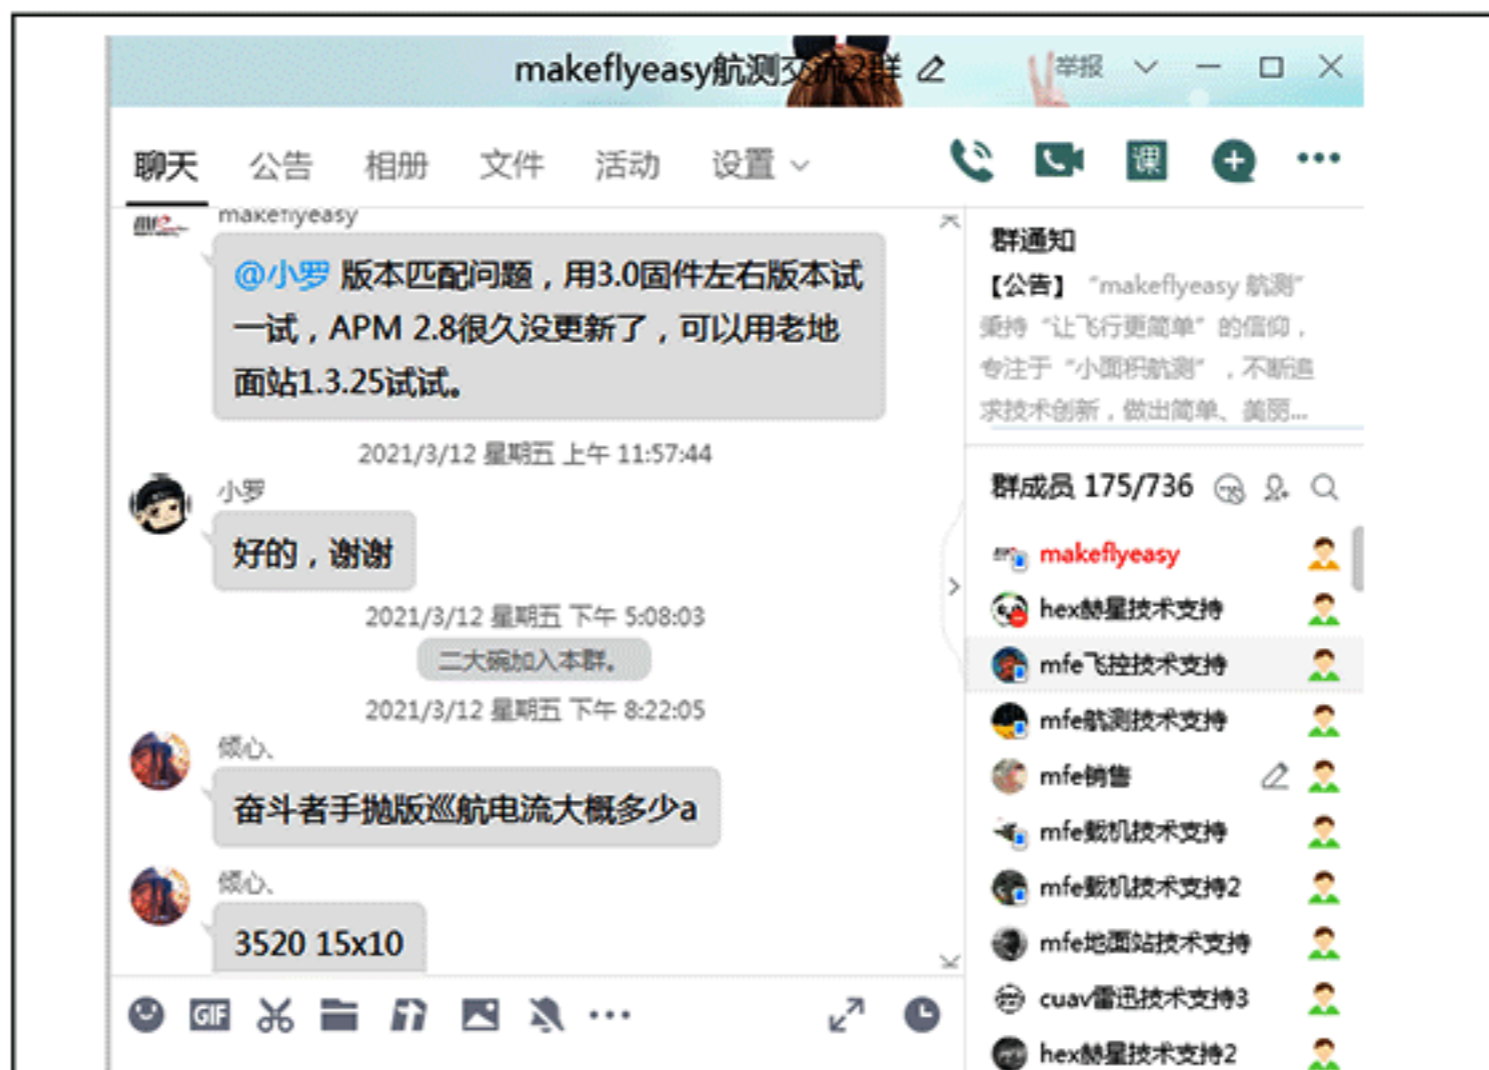 makeflyeasy航测交流2群
举报
聊天 公告 相册 文件 活动 设置
课
makeflyeasy
@小罗 版本匹配问题，用3.0固件左右版本试
一试，APM 2.8很久没更新了，可以用老地
面站1.3.25试试。
2021/3/12 星期五 上午 11:57:44
小罗
好的，谢谢
2021/3/12 星期五 下午 5:08:03
二大碗加入本群。
2021/3/12 星期五 下午 8:22:05
倾心、
奋斗者手抛版巡航电流大概多少a
倾心、
3520 15x10
GIF
群通知
【公告】 “makeflyeasy 航测”
秉持“让飞行更简单”的信仰，
专注于“小面积航测”，不断追
求技术创新，做出简单、美丽...
群成员 175/736
makeflyeasy
hex赫星技术支持
mfe飞控技术支持
mfe航测技术支持
mfe销售
mfe载机技术支持
mfe载机技术支持2
mfe地面站技术支持
cuav雷迅技术支持3
hex赫星技术支持2